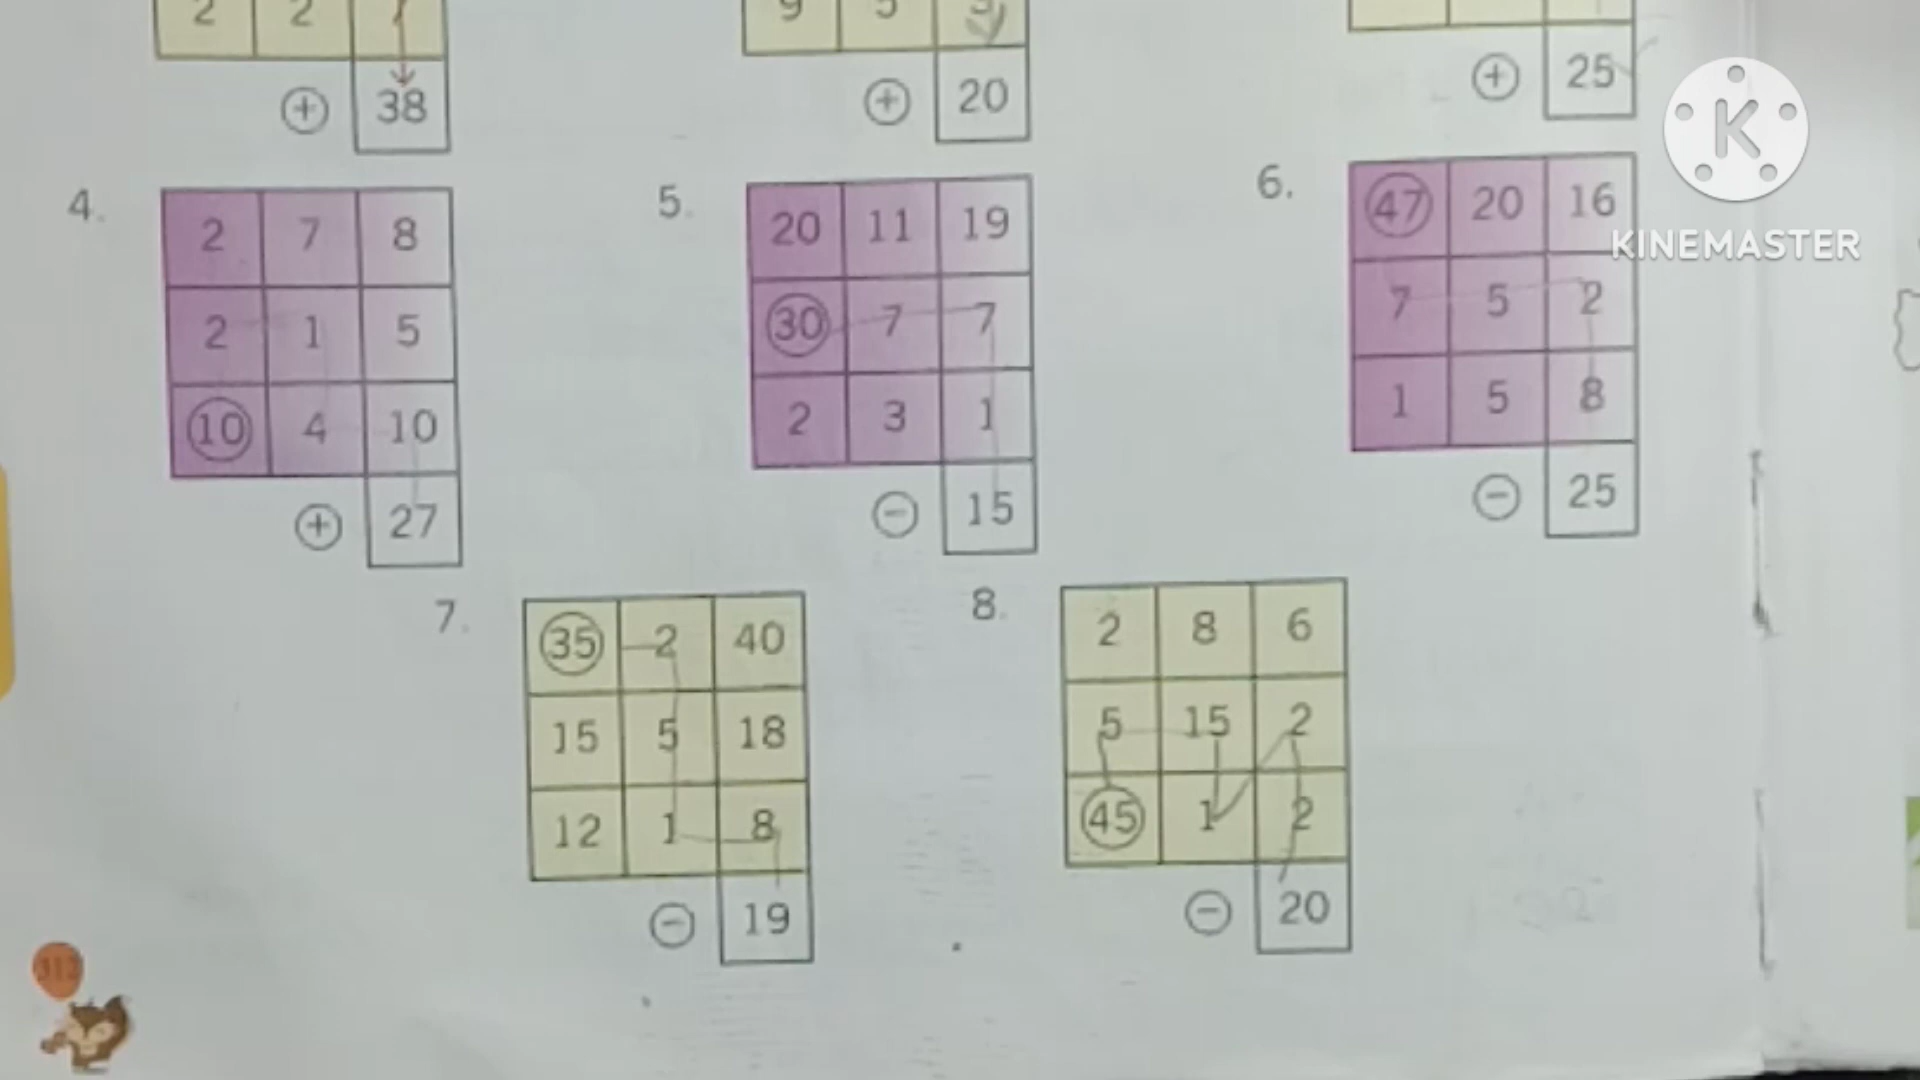 2 2
9 5
38
20
25
4.
2 7 8
2 1 5
10 4 10
+ 27
5.
20 11 19
30 7 7
2 3 1
− 15
6.
47 20 16
7 5 2
1 5 8
− 25
K
KINEMASTER
7.
35 2 40
15 5 18
12 1 8
− 19
8.
2 8 6
5 15 2
45 1 2
− 20